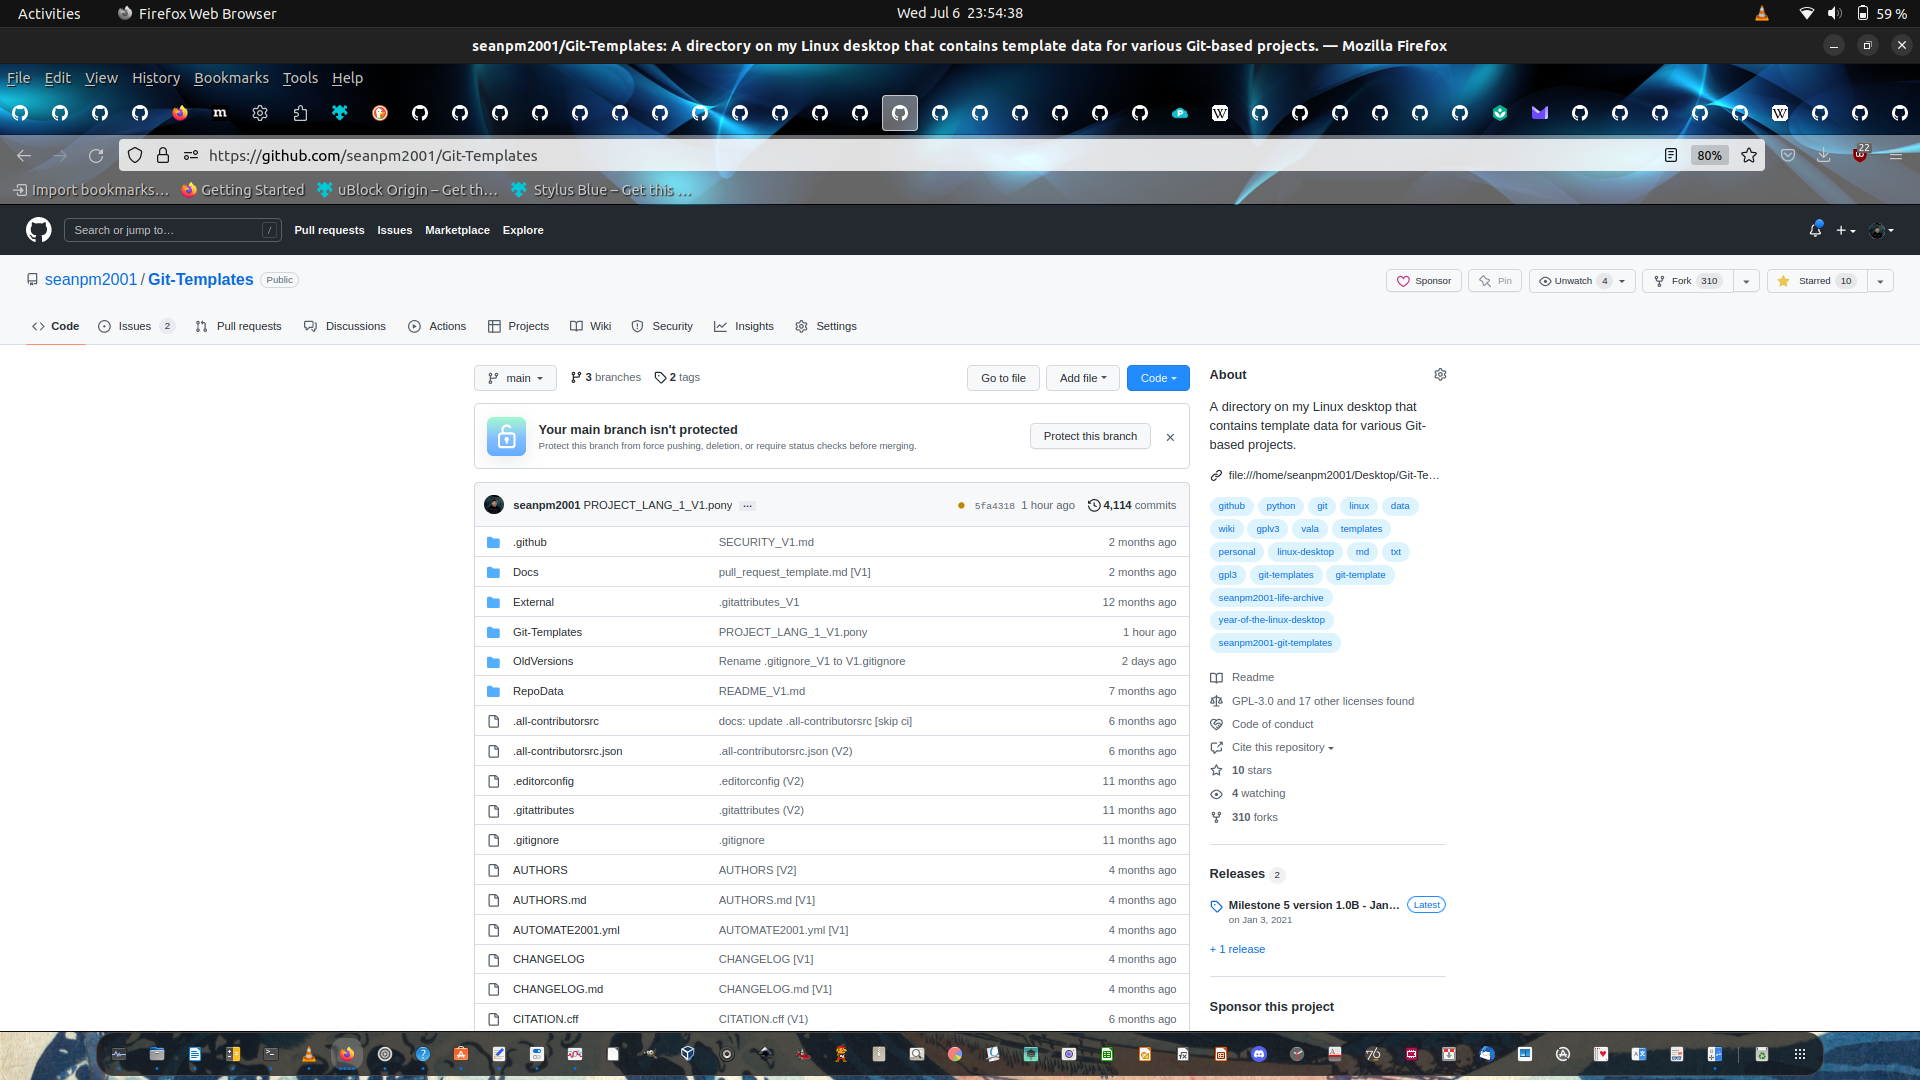 Activities Firefox Web Browser Wed Jul 6 23:54:38 59 %
seanpm2001/Git-Templates: A directory on my Linux desktop that contains template data for various Git-based projects. — Mozilla Firefox
File Edit View History Bookmarks Tools Help
https://github.com/seanpm2001/Git-Templates 80% 22
Import bookmarks… Getting Started uBlock Origin – Get th… Stylus Blue – Get this …
Search or jump to… / Pull requests Issues Marketplace Explore
seanpm2001 / Git-Templates Public Sponsor Pin Unwatch 4 Fork 310 Starred 10
Code Issues 2 Pull requests Discussions Actions Projects Wiki Security Insights Settings
main 3 branches 2 tags Go to file Add file Code
Your main branch isn't protected
Protect this branch from force pushing, deletion, or require status checks before merging.
Protect this branch
seanpm2001 PROJECT_LANG_1_V1.pony … 5fa4318 1 hour ago 4,114 commits
.github SECURITY_V1.md 2 months ago
Docs pull_request_template.md [V1] 2 months ago
External .gitattributes_V1 12 months ago
Git-Templates PROJECT_LANG_1_V1.pony 1 hour ago
OldVersions Rename .gitignore_V1 to V1.gitignore 2 days ago
RepoData README_V1.md 7 months ago
.all-contributorsrc docs: update .all-contributorsrc [skip ci] 6 months ago
.all-contributorsrc.json .all-contributorsrc.json (V2) 6 months ago
.editorconfig .editorconfig (V2) 11 months ago
.gitattributes .gitattributes (V2) 11 months ago
.gitignore .gitignore 11 months ago
AUTHORS AUTHORS [V2] 4 months ago
AUTHORS.md AUTHORS.md [V1] 4 months ago
AUTOMATE2001.yml AUTOMATE2001.yml [V1] 4 months ago
CHANGELOG CHANGELOG [V1] 4 months ago
CHANGELOG.md CHANGELOG.md [V1] 4 months ago
CITATION.cff CITATION.cff (V1) 6 months ago
About
A directory on my Linux desktop that
contains template data for various Git-
based projects.
file:///home/seanpm2001/Desktop/Git-Te…
github python git linux data
wiki gplv3 vala templates
personal linux-desktop md txt
gpl3 git-templates git-template
seanpm2001-life-archive
year-of-the-linux-desktop
seanpm2001-git-templates
Readme
GPL-3.0 and 17 other licenses found
Code of conduct
Cite this repository
10 stars
4 watching
310 forks
Releases 2
Milestone 5 version 1.0B - Jan… Latest
on Jan 3, 2021
+ 1 release
Sponsor this project